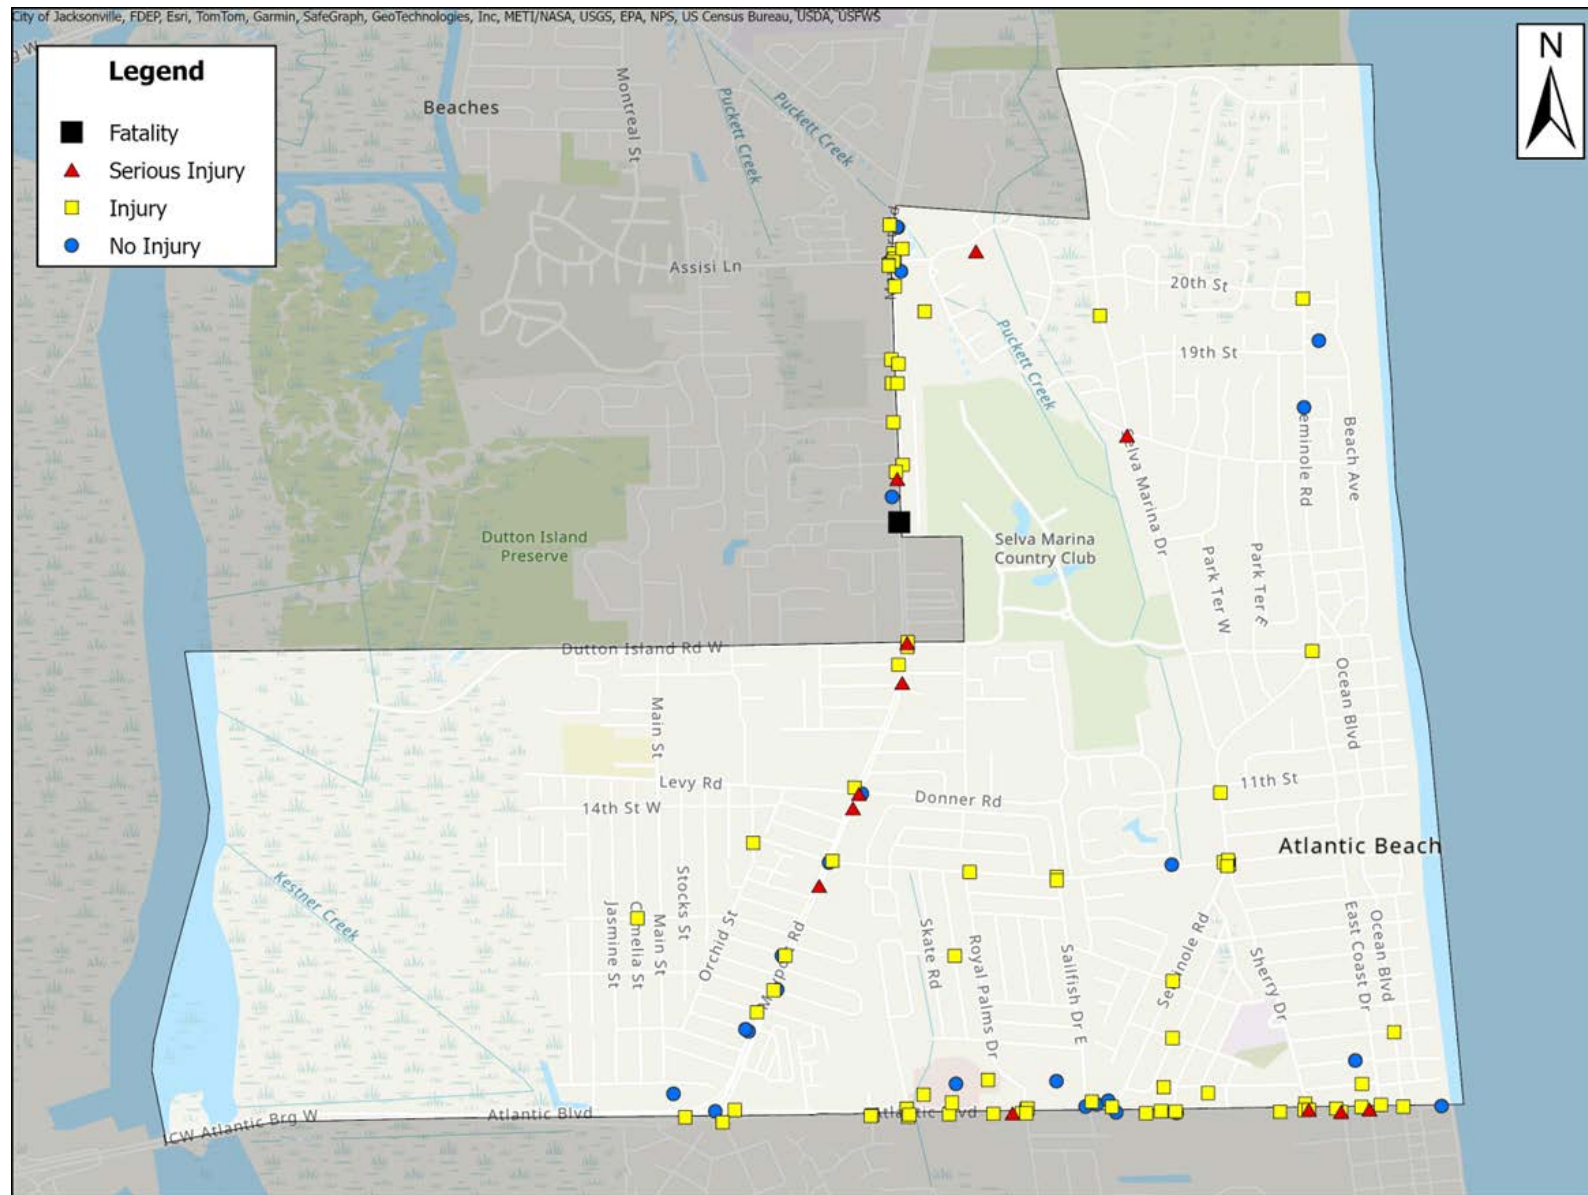 City of Jacksonville, FDEP, Esri, TomTom, Garmin, SafeGraph, GeoTechnologies, Inc, METI/NASA, USGS, EPA, NPS, US Census Bureau, USDA, USFWS
g W
Legend
Fatality
Serious Injury
Injury
No Injury
N
Beaches
Montreal St
Puckett Creek
Puckett Creek
Assisi Ln
20th St
19th St
Puckett Creek
Selva Marina Dr
eminole Rd
Beach Ave
Dutton Island
Preserve
Selva Marina
Country Club
Park Ter W
Park Ter E
Dutton Island Rd W
Ocean Blvd
Main St
Levy Rd
14th St W
Donner Rd
11th St
Atlantic Beach
Kestner Creek
Stocks St
Jasmine St
Main St
Orchid St
Skate Rd
Royal Palms Dr
Sailfish Dr E
Sherry Dr
East Coast Dr
Ocean Blvd
ICW Atlantic Brg W
Atlantic Blvd